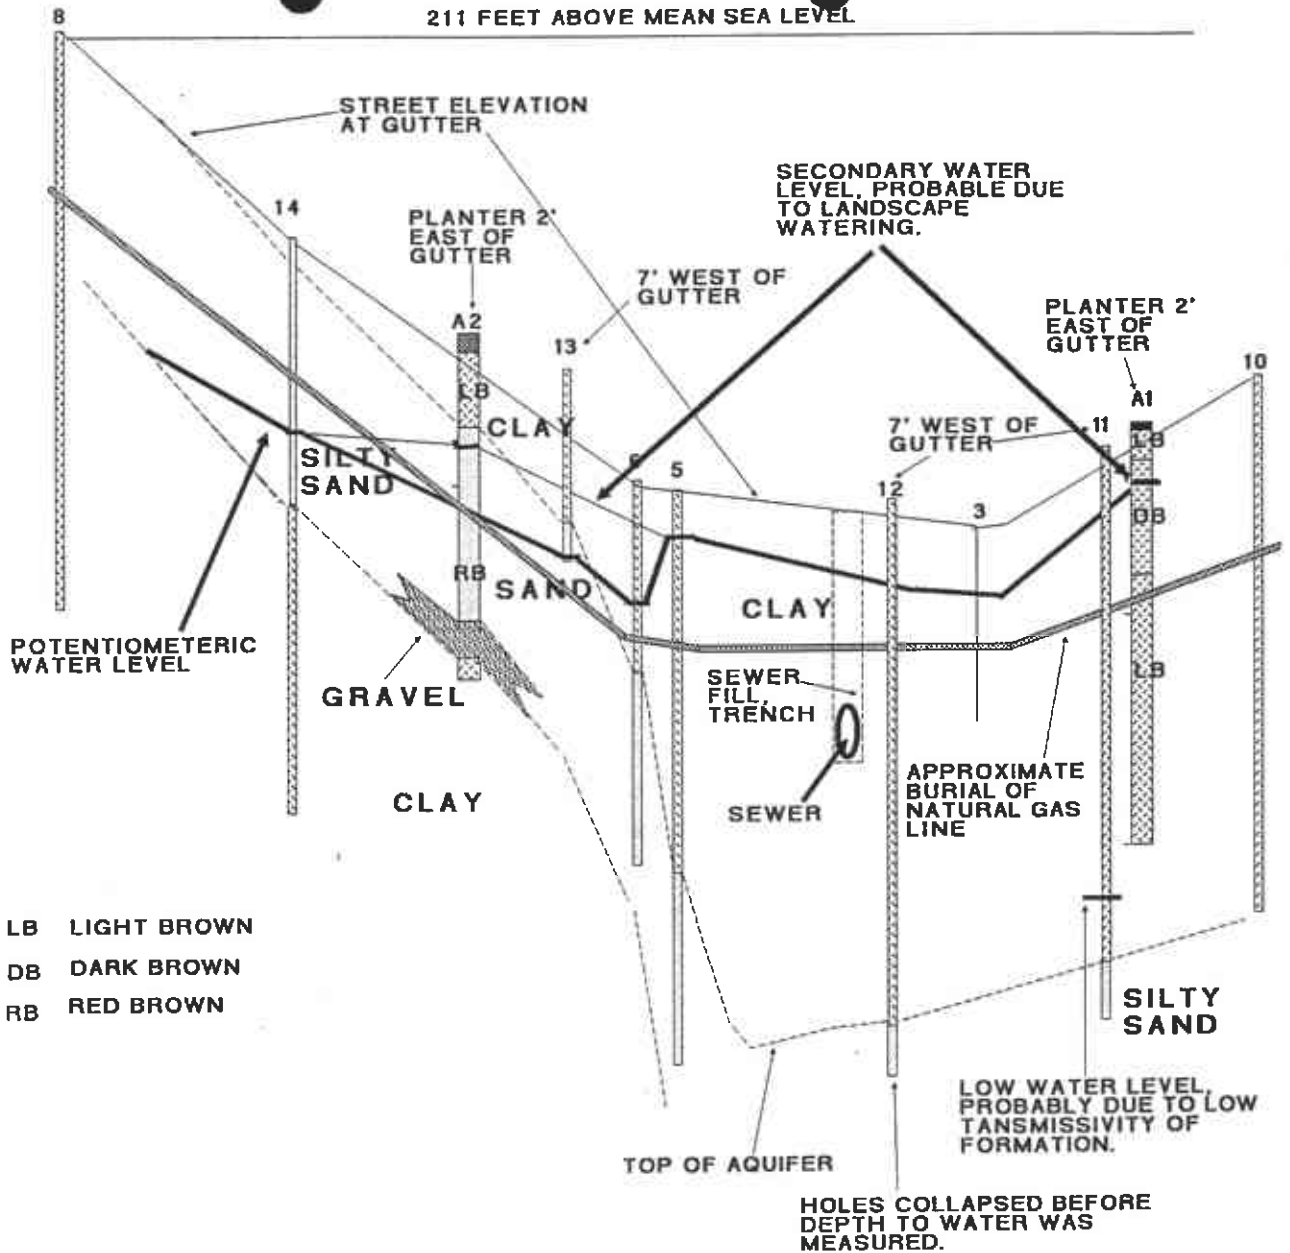 8
211 FEET ABOVE MEAN SEA LEVEL
STREET ELEVATION
AT GUTTER
SECONDARY WATER
LEVEL, PROBABLE DUE
TO LANDSCAPE
WATERING.
14
PLANTER 2'
EAST OF
GUTTER
7' WEST OF
GUTTER
PLANTER 2'
EAST OF
GUTTER
A2
13
10
A1
LB
CLAY
7' WEST OF
GUTTER
11
LB
SILTY
SAND
6
5
12
3
DB
RB
SAND
CLAY
POTENTIOMETERIC
WATER LEVEL
GRAVEL
SEWER
FILL,
TRENCH
LB
CLAY
SEWER
APPROXIMATE
BURIAL OF
NATURAL GAS
LINE
LB LIGHT BROWN
DB DARK BROWN
RB RED BROWN
SILTY
SAND
LOW WATER LEVEL,
PROBABLY DUE TO LOW
TANSMISSIVITY OF
FORMATION.
TOP OF AQUIFER
HOLES COLLAPSED BEFORE
DEPTH TO WATER WAS
MEASURED.